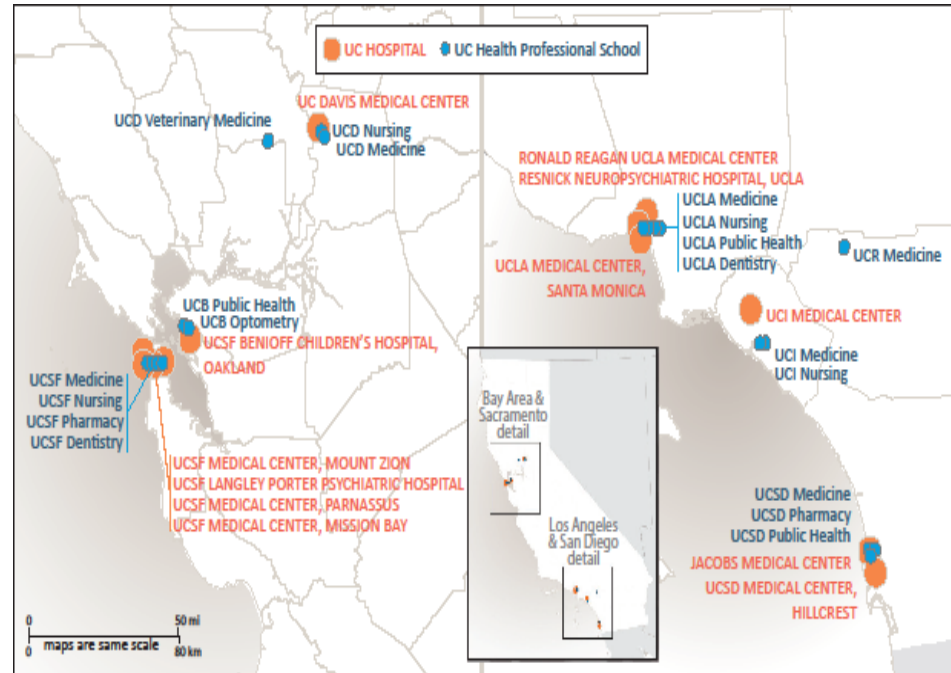 UC HOSPITAL
UC Health Professional School
UC DAVIS MEDICAL CENTER
UCD Veterinary Medicine
UCD Nursing
UCD Medicine
UCB Public Health
UCB Optometry
UCSF BENIOFF CHILDREN'S HOSPITAL,
OAKLAND
UCSF Medicine
UCSF Nursing
UCSF Pharmacy
UCSF Dentistry
UCSF MEDICAL CENTER, MOUNT ZION
UCSF LANGLEY PORTER PSYCHIATRIC HOSPITAL
UCSF MEDICAL CENTER, PARNASSUS
UCSF MEDICAL CENTER, MISSION BAY
0 50 mi
maps are same scale
0 80 km
Bay Area &
Sacramento
detail
Los Angeles
& San Diego
detail
RONALD REAGAN UCLA MEDICAL CENTER
RESNICK NEUROPSYCHIATRIC HOSPITAL, UCLA
UCLA Medicine
UCLA Nursing
UCLA Public Health
UCLA Dentistry
UCLA MEDICAL CENTER,
SANTA MONICA
UCR Medicine
UCI MEDICAL CENTER
UCI Medicine
UCI Nursing
UCSD Medicine
UCSD Pharmacy
UCSD Public Health
JACOBS MEDICAL CENTER
UCSD MEDICAL CENTER,
HILLCREST